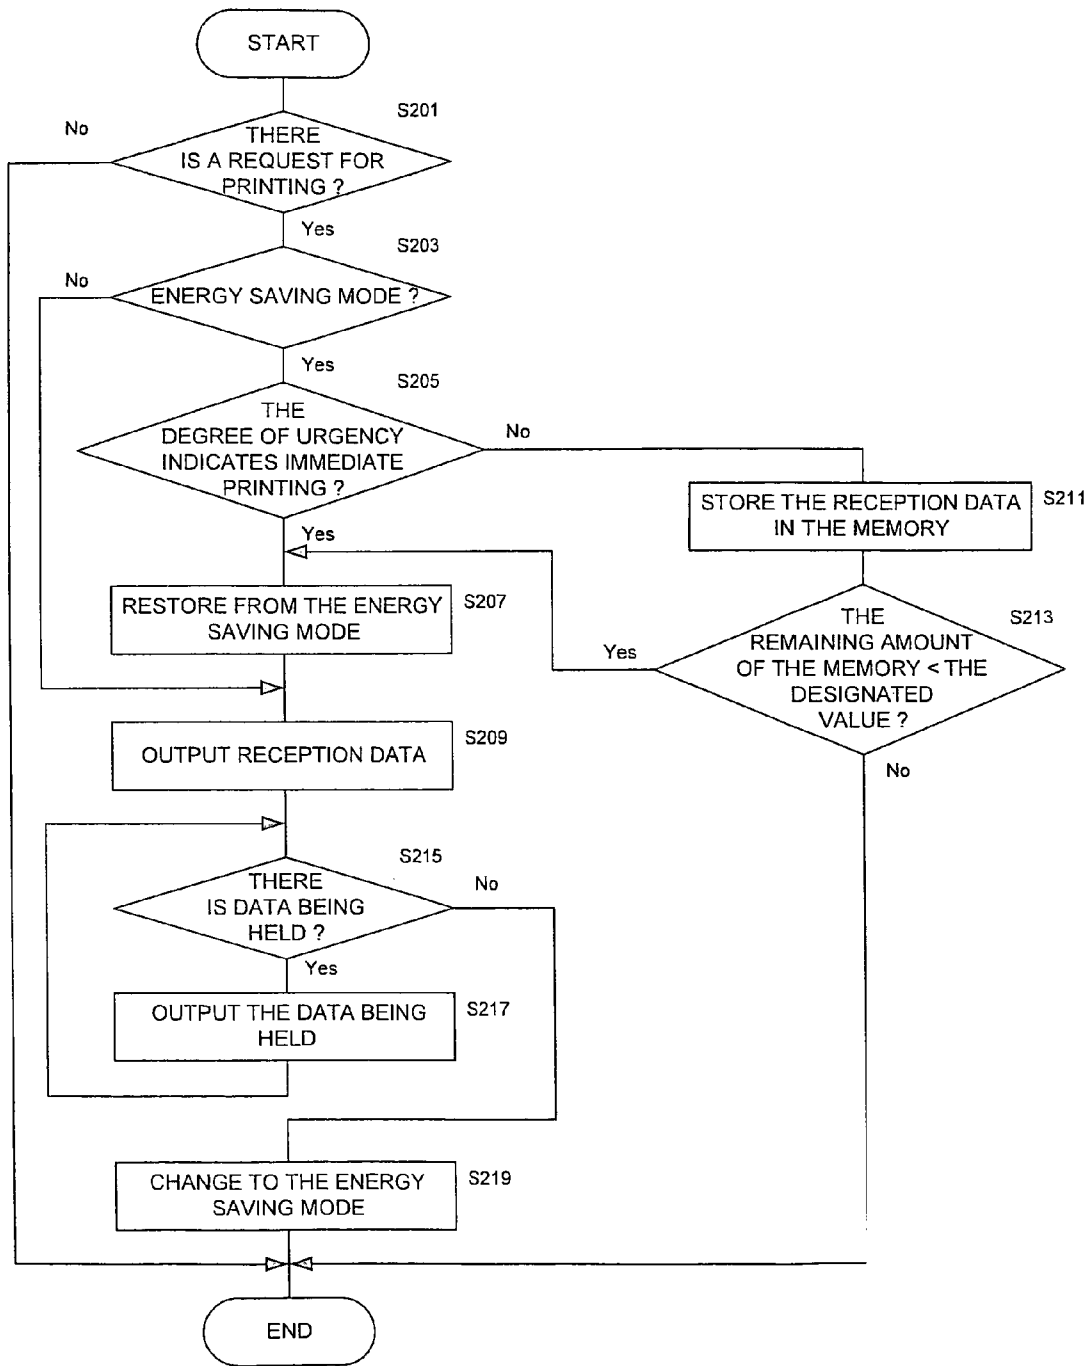 START
S201
No
THERE
IS A REQUEST FOR
PRINTING ?
Yes
S203
No
ENERGY SAVING MODE ?
Yes
S205
THE
DEGREE OF URGENCY
INDICATES IMMEDIATE
PRINTING ?
No
Yes
STORE THE RECEPTION DATA
IN THE MEMORY
S211
RESTORE FROM THE ENERGY
SAVING MODE
S207
S213
THE
REMAINING AMOUNT
OF THE MEMORY < THE
DESIGNATED
VALUE ?
Yes
No
OUTPUT RECEPTION DATA
S209
S215
THERE
IS DATA BEING
HELD ?
No
Yes
OUTPUT THE DATA BEING
HELD
S217
CHANGE TO THE ENERGY
SAVING MODE
S219
END